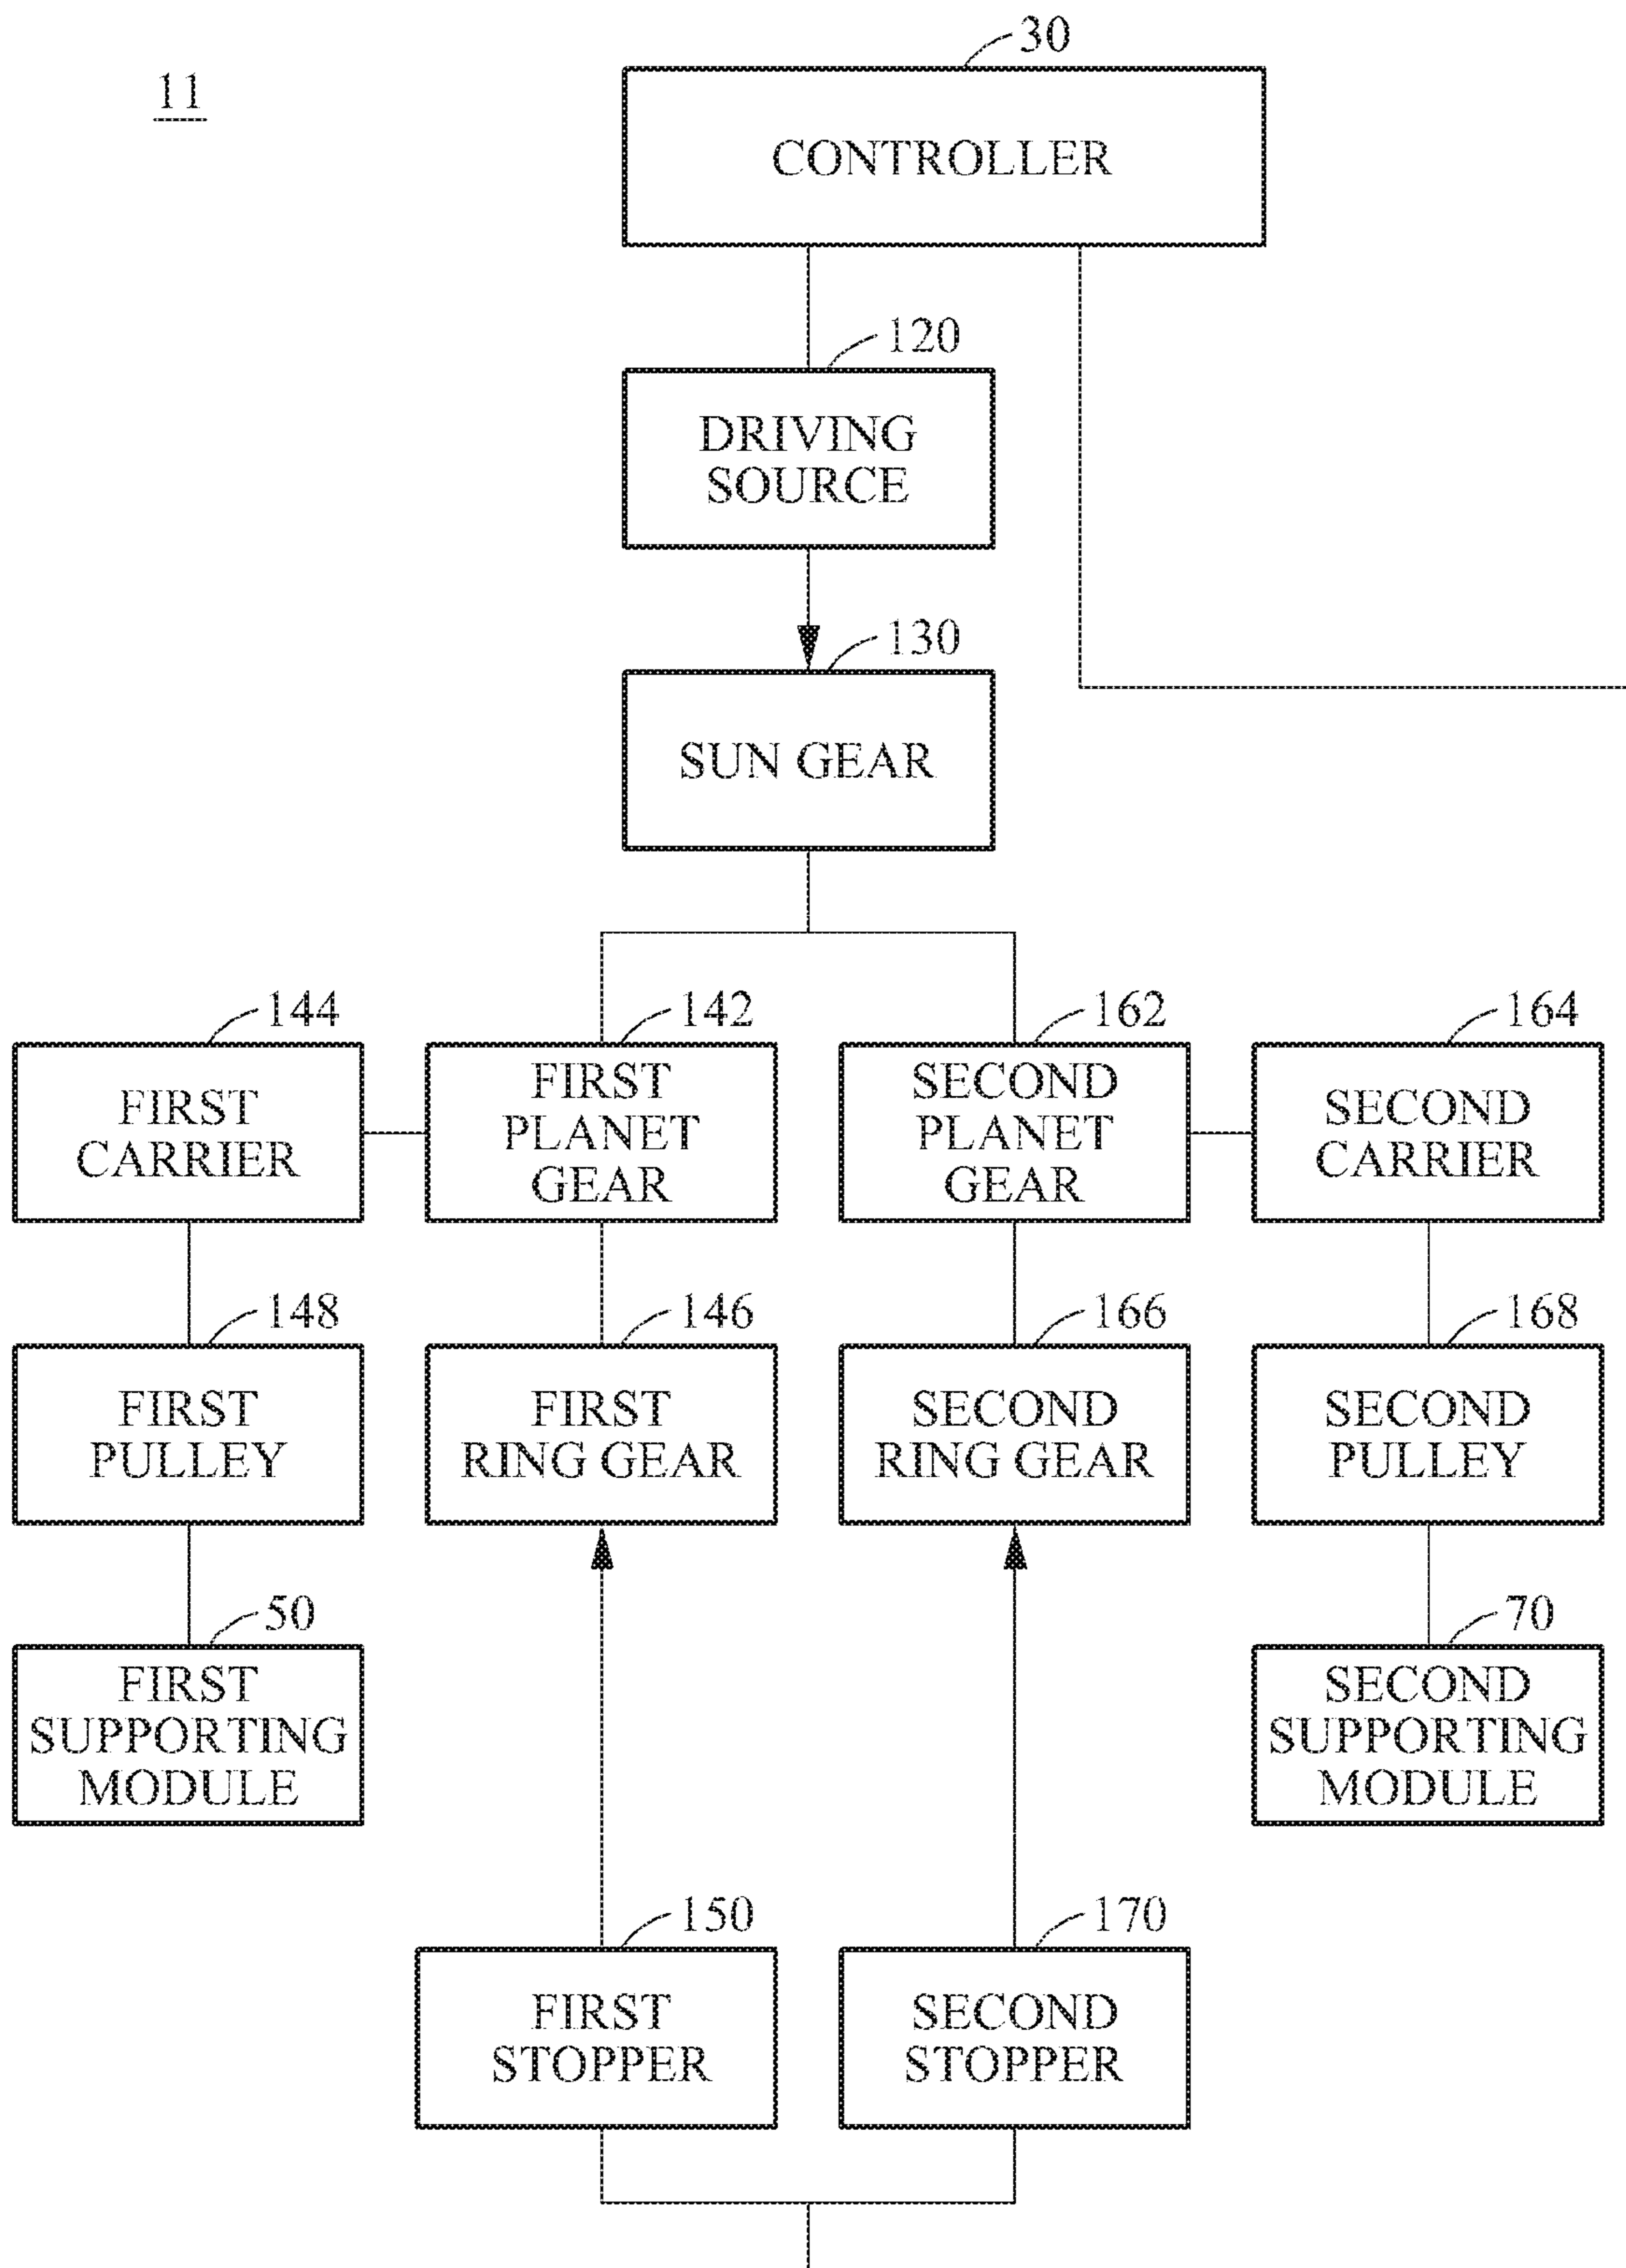 30
11
CONTROLLER
120
DRIVING
SOURCE
130
SUN GEAR
144
142
162
164
FIRST
CARRIER
FIRST
PLANET
GEAR
SECOND
PLANET
GEAR
SECOND
CARRIER
148
146
166
168
FIRST
PULLEY
FIRST
RING GEAR
SECOND
RING GEAR
SECOND
PULLEY
50
70
FIRST
SUPPORTING
MODULE
SECOND
SUPPORTING
MODULE
150
170
FIRST
STOPPER
SECOND
STOPPER